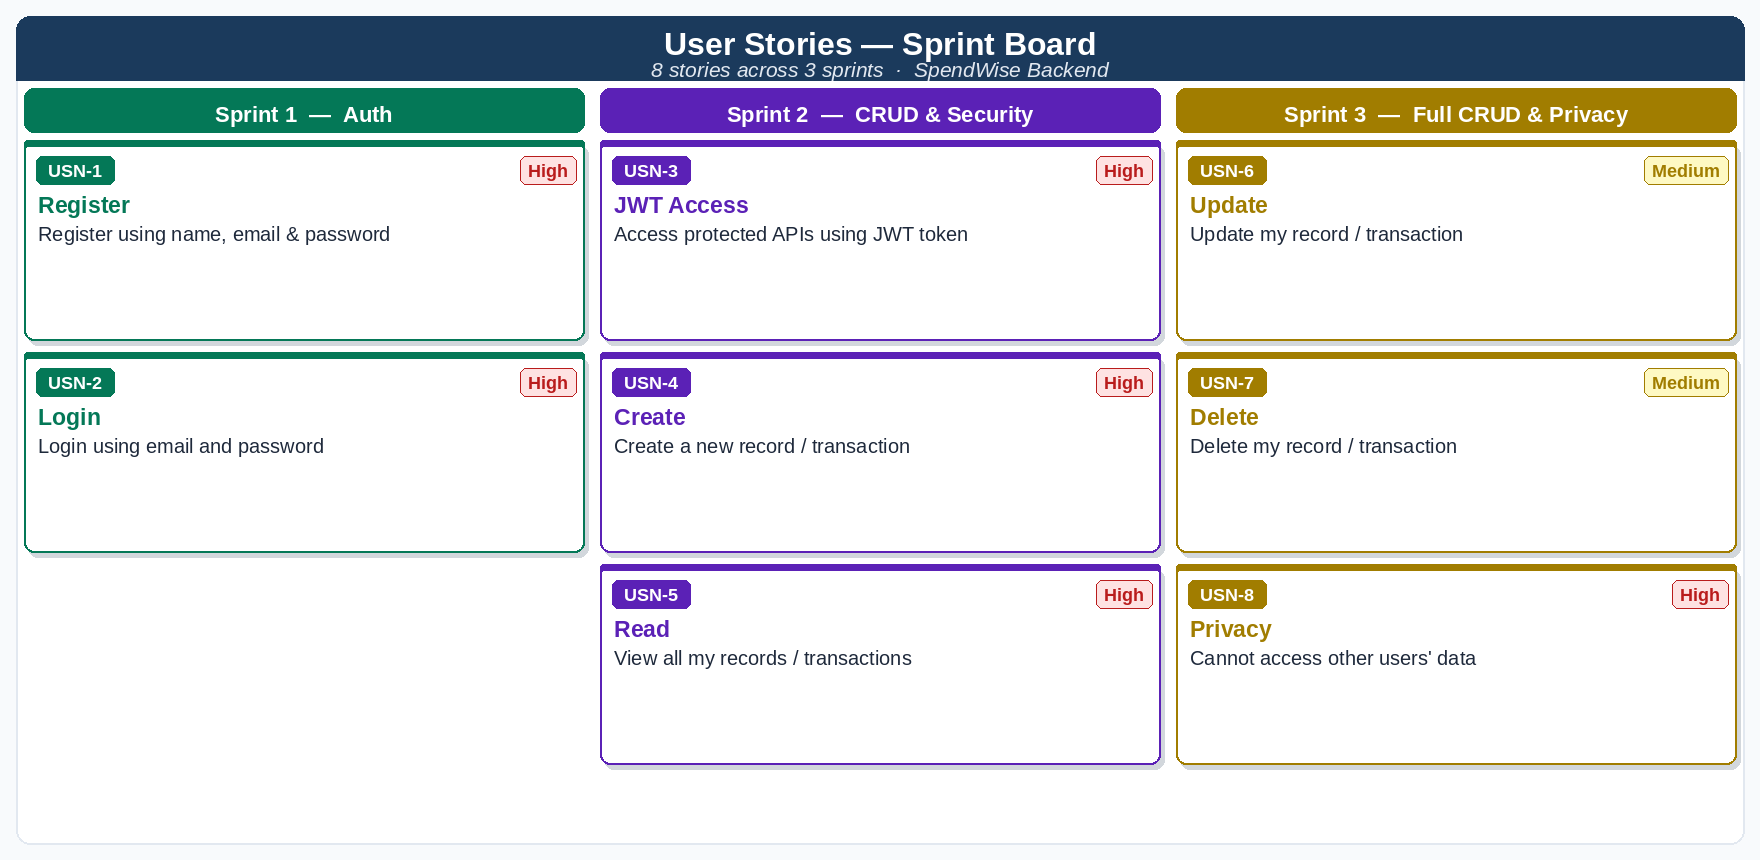 User Stories — Sprint Board
8 stories across 3 sprints · SpendWise Backend
Sprint 1 — Auth
USN-1
High
Register
Register using name, email & password
USN-2
High
Login
Login using email and password
Sprint 2 — CRUD & Security
USN-3
High
JWT Access
Access protected APIs using JWT token
USN-4
High
Create
Create a new record / transaction
USN-5
High
Read
View all my records / transactions
Sprint 3 — Full CRUD & Privacy
USN-6
Medium
Update
Update my record / transaction
USN-7
Medium
Delete
Delete my record / transaction
USN-8
High
Privacy
Cannot access other users' data